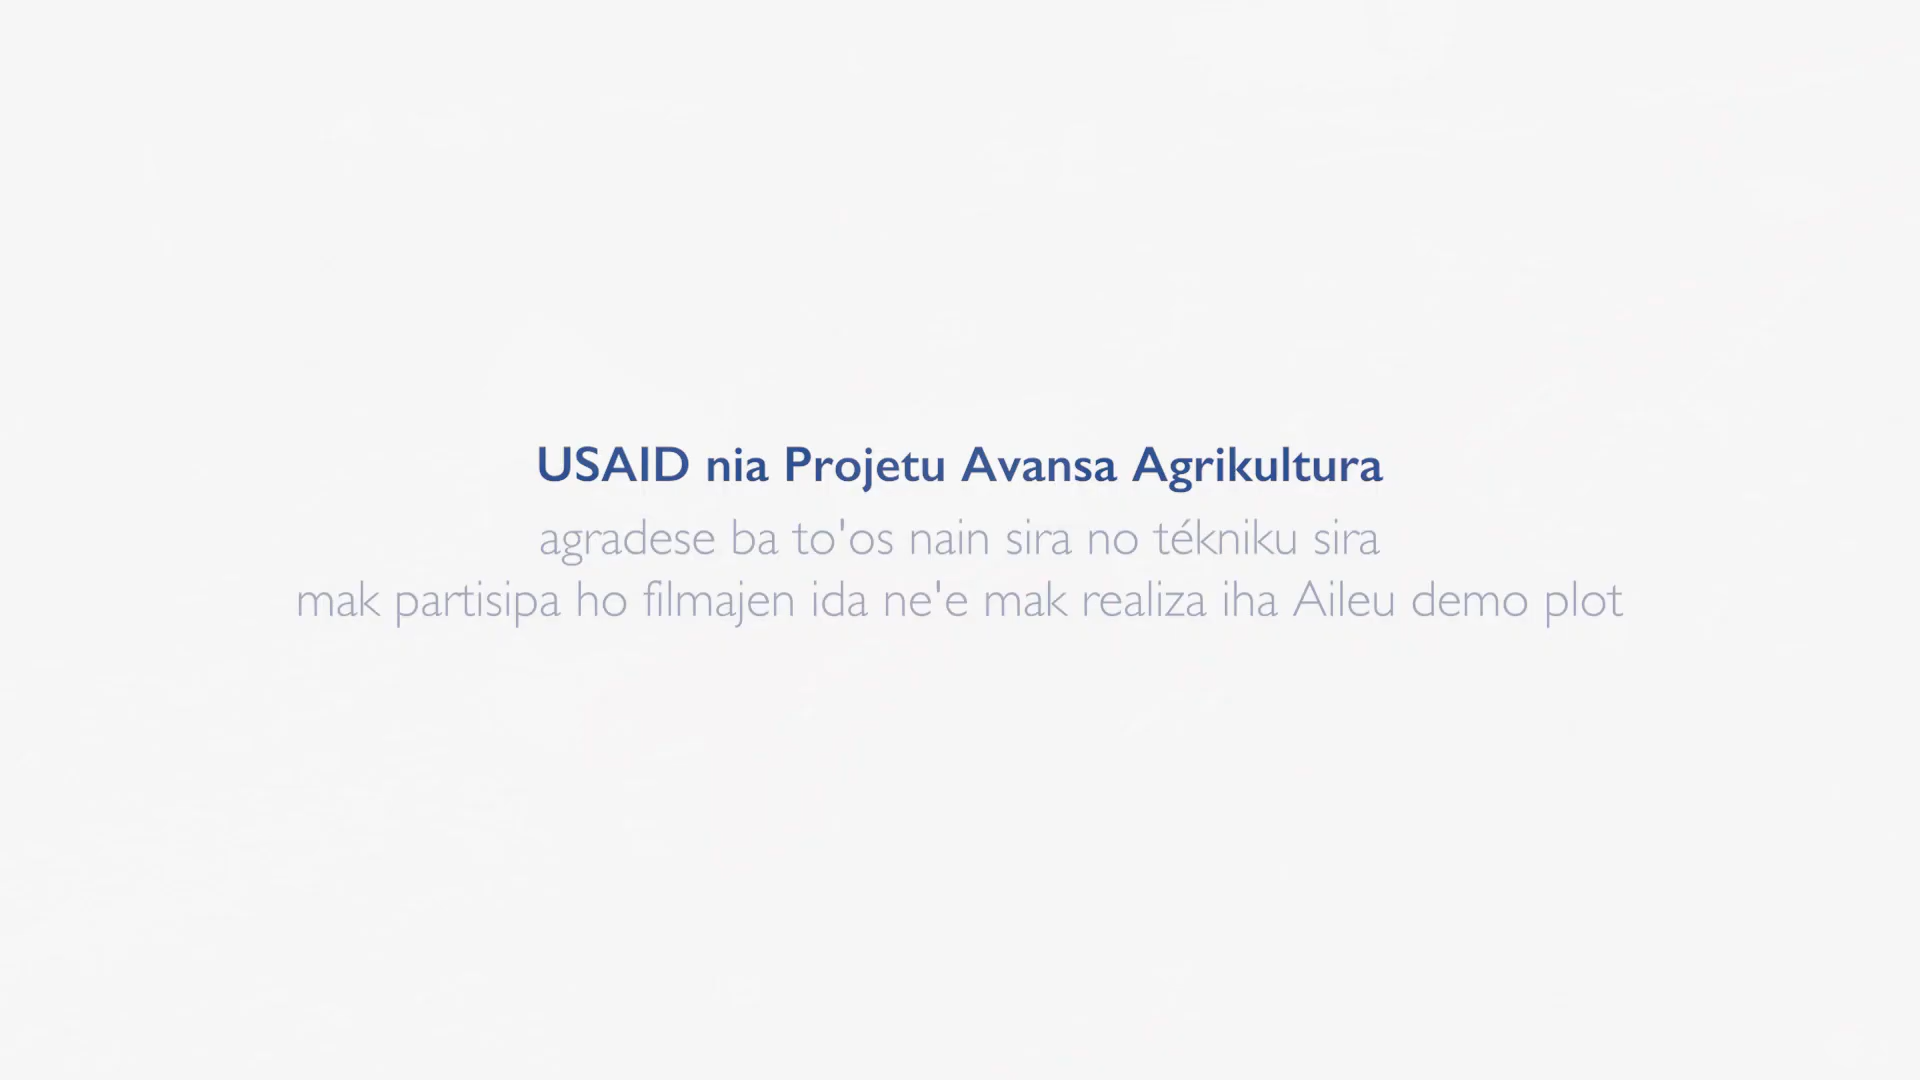 USAID nia Projetu Avansa Agrikultura
agradese ba to'os nain sira no tékniku sira
mak partisipa ho filmajen ida ne'e mak realiza iha Aileu demo plot